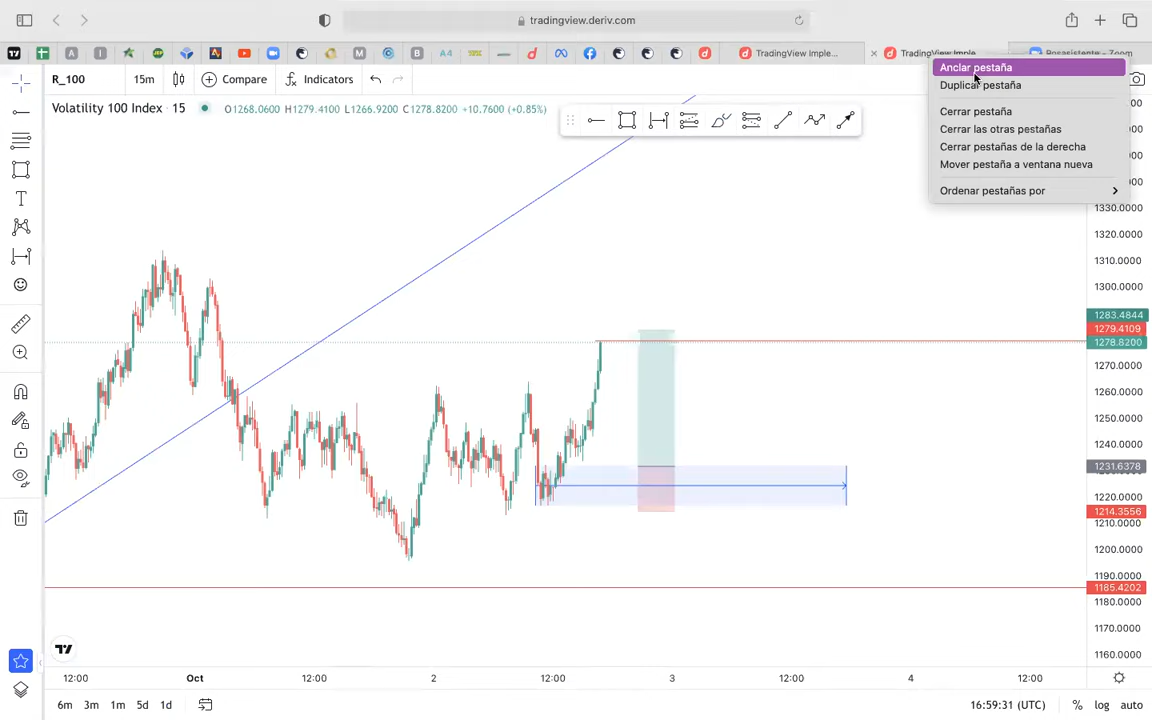 tradingview.deriv.com
TradingView Imple...
TradingView Imple...
Posasistente - Zoom
R_100
15m
Compare
Indicators
Volatility 100 Index · 15
O1268.0600 H1279.4100 L1266.9200 C1278.8200 +10.7600 (+0.85%)
Anclar pestaña
Duplicar pestaña
Cerrar pestaña
Cerrar las otras pestañas
Cerrar pestañas de la derecha
Mover pestaña a ventana nueva
Ordenar pestañas por
1330.0000
1320.0000
1310.0000
1300.0000
1283.4844
1279.4109
1278.8200
1270.0000
1260.0000
1250.0000
1240.0000
1231.6378
1220.0000
1214.3556
1210.0000
1200.0000
1190.0000
1185.4202
1180.0000
1170.0000
1160.0000
12:00
Oct
12:00
2
12:00
3
12:00
4
12:00
6m
3m
1m
5d
1d
16:59:31 (UTC)
%
log
auto